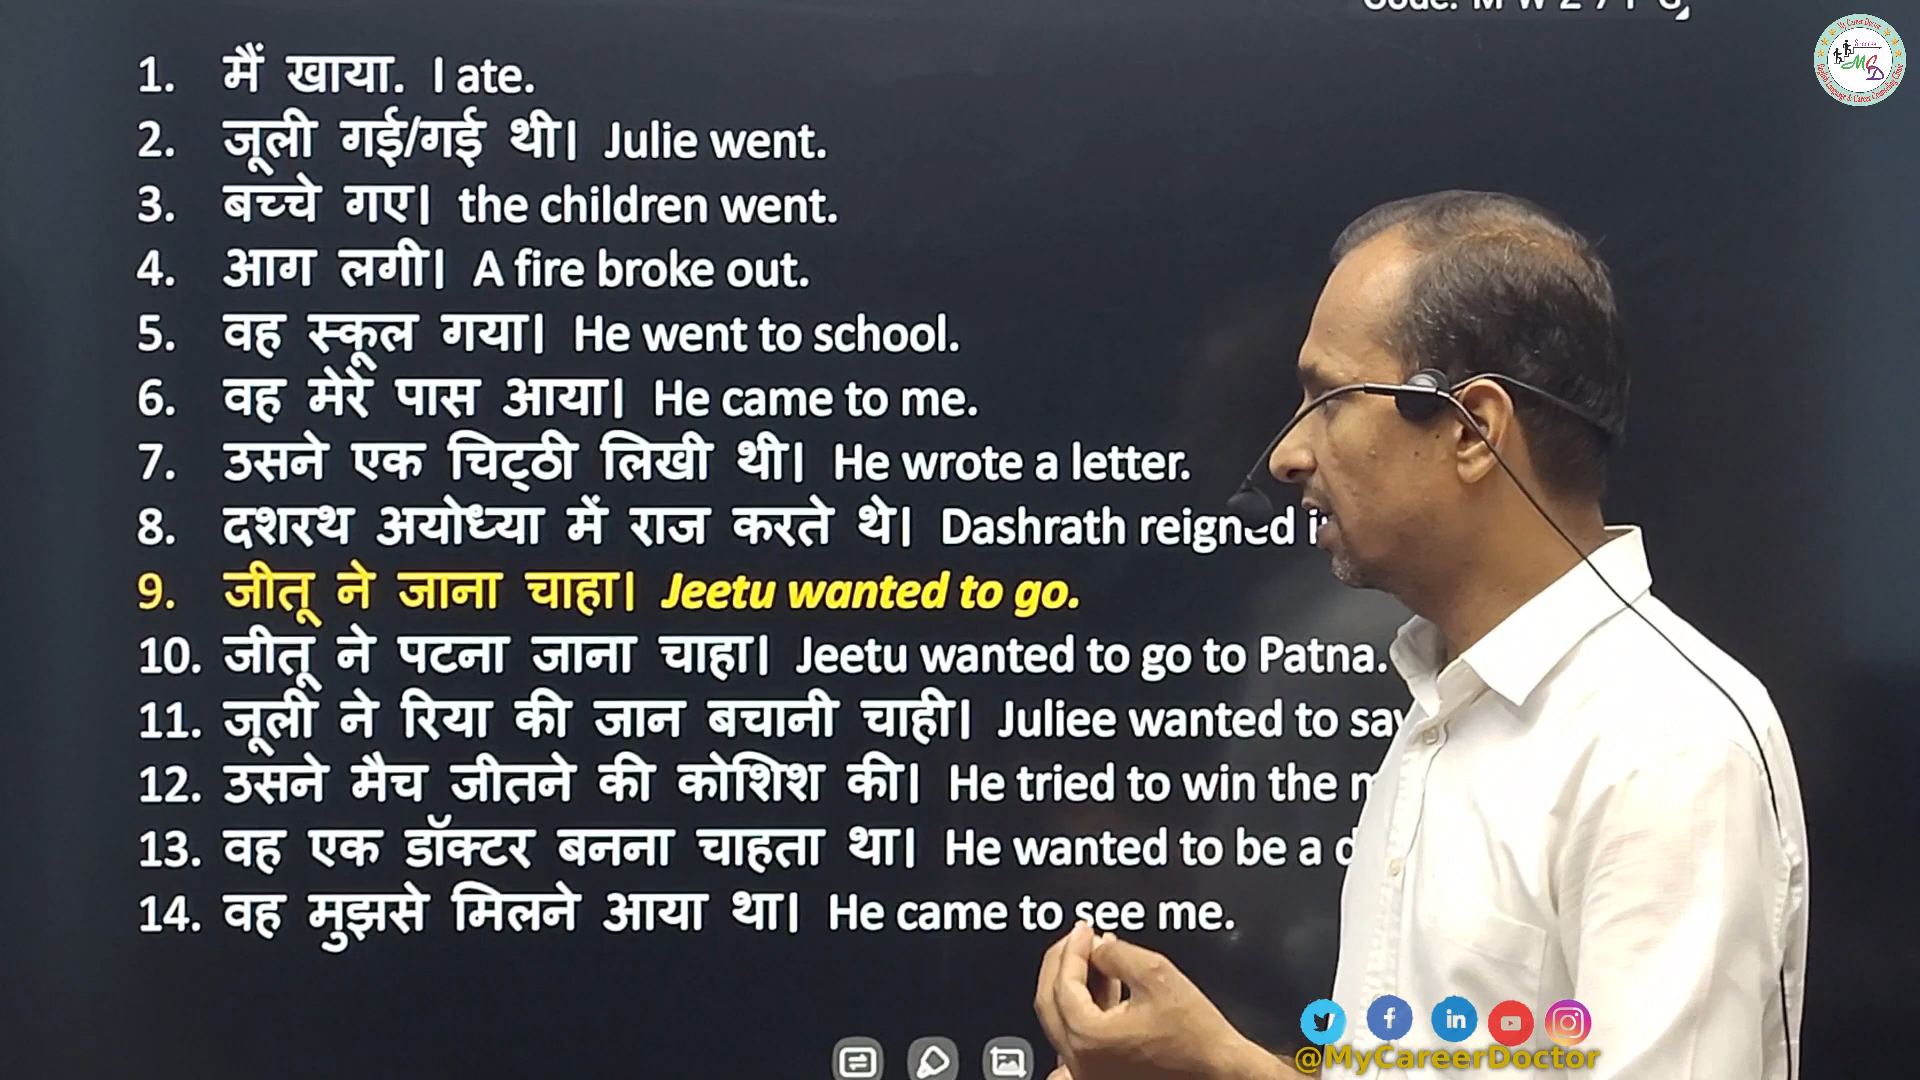 1. मैं खाया. I ate.
2. जूली गई/गई थी। Julie went.
3. बच्चे गए। the children went.
4. आग लगी। A fire broke out.
5. वह स्कूल गया। He went to school.
6. वह मेरे पास आया। He came to me.
7. उसने एक चिट्ठी लिखी थी। He wrote a letter.
8. दशरथ अयोध्या में राज करते थे। Dashrath reigned
9. जीतू ने जाना चाहा। Jeetu wanted to go.
10. जीतू ने पटना जाना चाहा। Jeetu wanted to go to Patna.
11. जूली ने रिया की जान बचानी चाही। Juliee wanted to
12. उसने मैच जीतने की कोशिश की। He tried to win the
13. वह एक डॉक्टर बनना चाहता था। He wanted to be a
14. वह मुझसे मिलने आया था। He came to see me.
@MyCareerDoctor